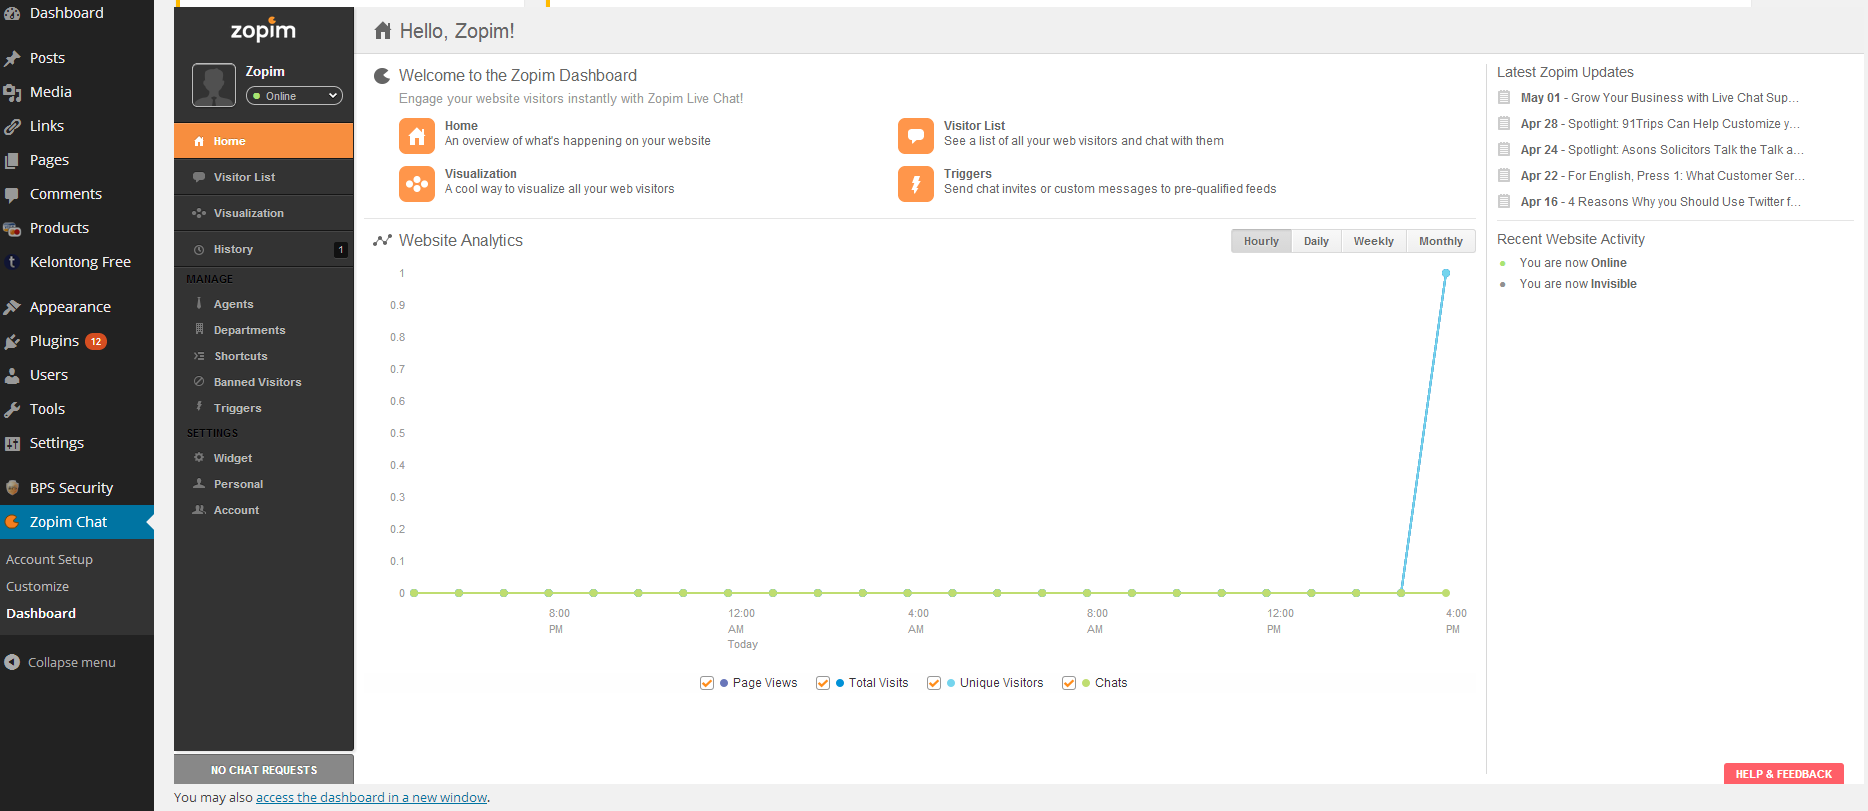 Dashboard
Posts
Media
Links
Pages
Comments
Products
Kelontong Free
Appearance
Plugins 12
Users
Tools
Settings
BPS Security
Zopim Chat
Account Setup
Customize
Dashboard
Collapse menu
zopim
Zopim
Online
Home
Visitor List
Visualization
History 1
MANAGE
Agents
Departments
Shortcuts
Banned Visitors
Triggers
SETTINGS
Widget
Personal
Account
NO CHAT REQUESTS
Hello, Zopim!
Welcome to the Zopim Dashboard
Engage your website visitors instantly with Zopim Live Chat!
Home
An overview of what's happening on your website
Visitor List
See a list of all your web visitors and chat with them
Visualization
A cool way to visualize all your web visitors
Triggers
Send chat invites or custom messages to pre-qualified feeds
Website Analytics
Hourly Daily Weekly Monthly
1
0.9
0.8
0.7
0.6
0.5
0.4
0.3
0.2
0.1
0
8:00 12:00 4:00 8:00 12:00 4:00
PM AM AM AM PM PM
Today
Page Views Total Visits Unique Visitors Chats
Latest Zopim Updates
May 01 - Grow Your Business with Live Chat Sup...
Apr 28 - Spotlight: 91Trips Can Help Customize y...
Apr 24 - Spotlight: Asons Solicitors Talk the Talk a...
Apr 22 - For English, Press 1: What Customer Ser...
Apr 16 - 4 Reasons Why you Should Use Twitter f...
Recent Website Activity
You are now Online
You are now Invisible
HELP & FEEDBACK
You may also access the dashboard in a new window.